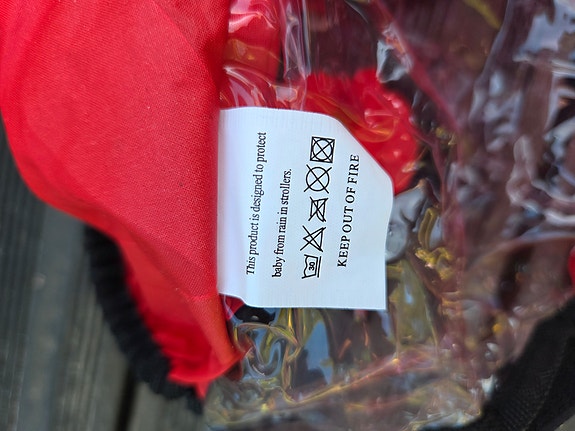 This product is designed to protect
baby from rain in strollers.
30
KEEP OUT OF FIRE